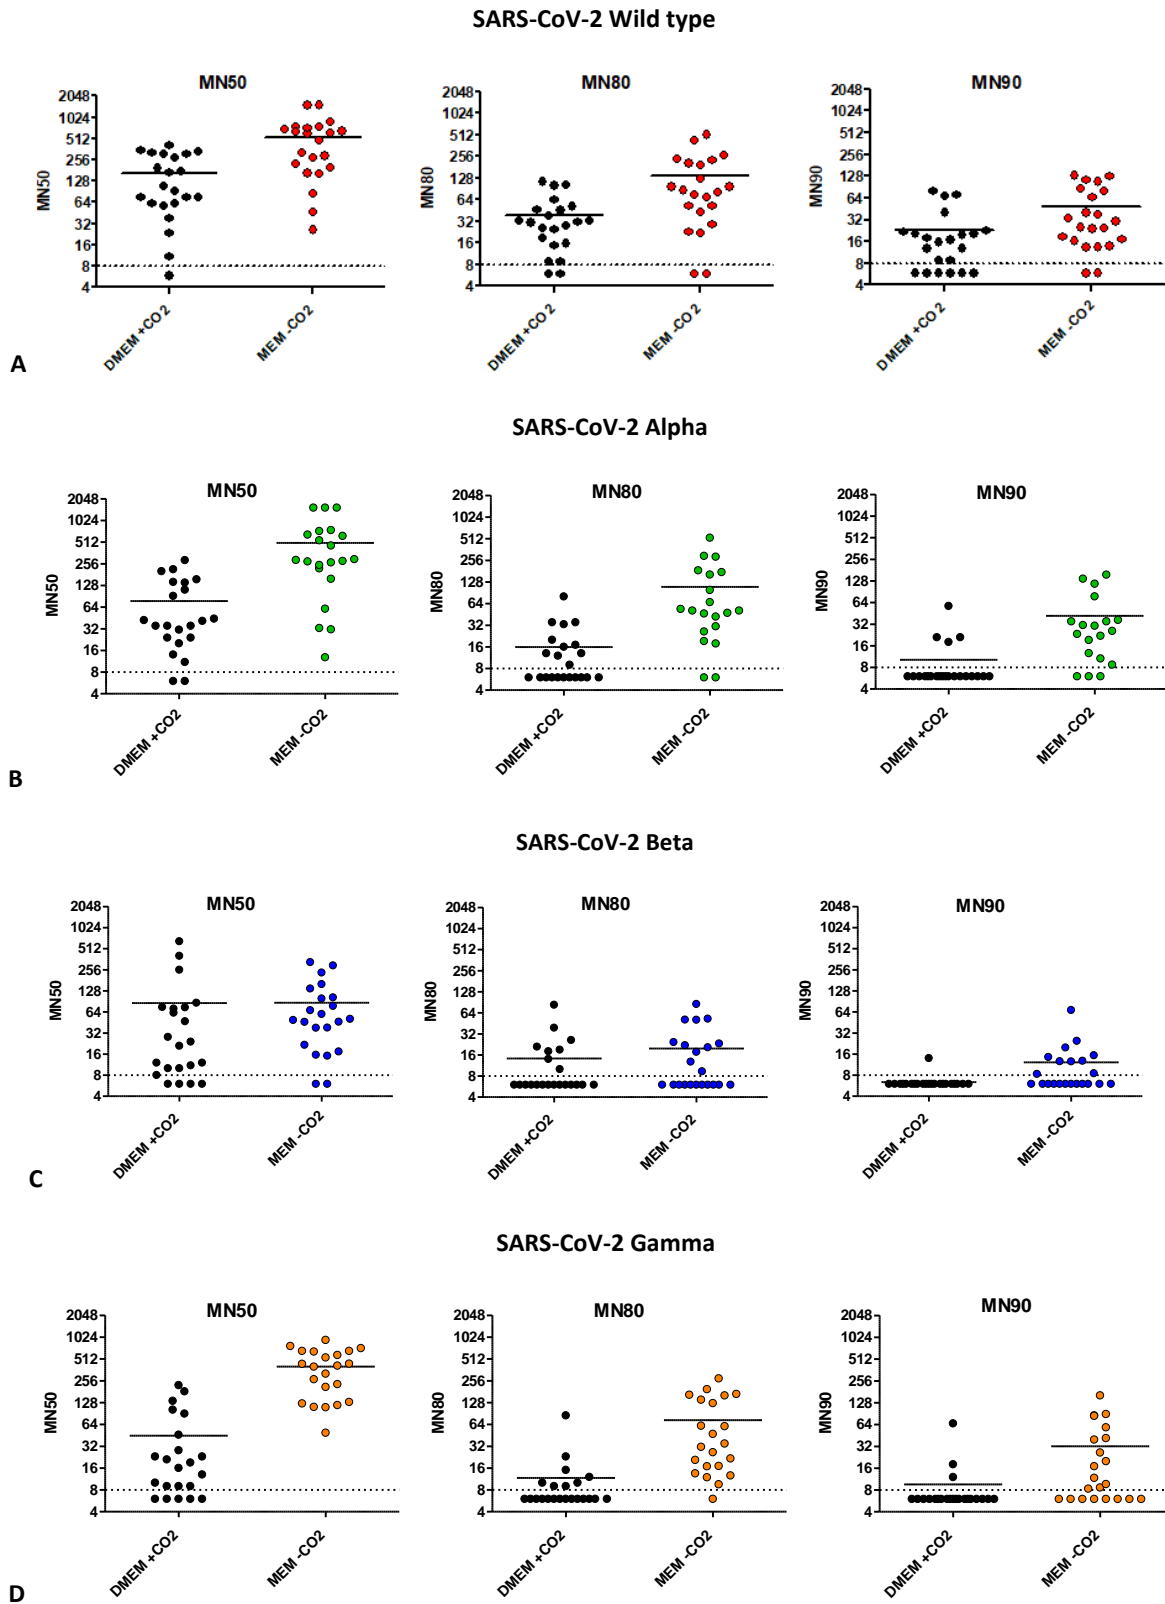 SARS-CoV-2 Wild type
MN50
MN80
MN90
MN50
2048
1024
512
256
128
64
32
16
8
4
DMEM +CO2
MEM -CO2
MN80
2048
1024
512
256
128
64
32
16
8
4
DMEM +CO2
MEM -CO2
MN90
2048
1024
512
256
128
64
32
16
8
4
DMEM +CO2
MEM -CO2
A
SARS-CoV-2 Alpha
MN50
MN80
MN90
MN50
2048
1024
512
256
128
64
32
16
8
4
DMEM +CO2
MEM -CO2
MN80
2048
1024
512
256
128
64
32
16
8
4
DMEM +CO2
MEM -CO2
MN90
2048
1024
512
256
128
64
32
16
8
4
DMEM +CO2
MEM -CO2
B
SARS-CoV-2 Beta
MN50
MN80
MN90
MN50
2048
1024
512
256
128
64
32
16
8
4
DMEM +CO2
MEM -CO2
MN80
2048
1024
512
256
128
64
32
16
8
4
DMEM +CO2
MEM -CO2
MN90
2048
1024
512
256
128
64
32
16
8
4
DMEM +CO2
MEM -CO2
C
SARS-CoV-2 Gamma
MN50
MN80
MN90
MN50
2048
1024
512
256
128
64
32
16
8
4
DMEM +CO2
MEM -CO2
MN80
2048
1024
512
256
128
64
32
16
8
4
DMEM +CO2
MEM -CO2
MN90
2048
1024
512
256
128
64
32
16
8
4
DMEM +CO2
MEM -CO2
D